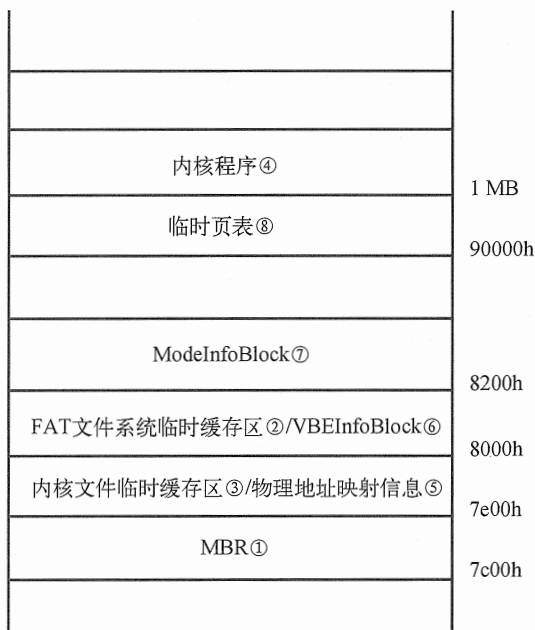 内核程序④
1 MB
临时页表⑧
90000h
ModeInfoBlock⑦
8200h
FAT文件系统临时缓存区②/VBEInfoBlock⑥
8000h
内核文件临时缓存区③/物理地址映射信息⑤
7e00h
MBR①
7c00h